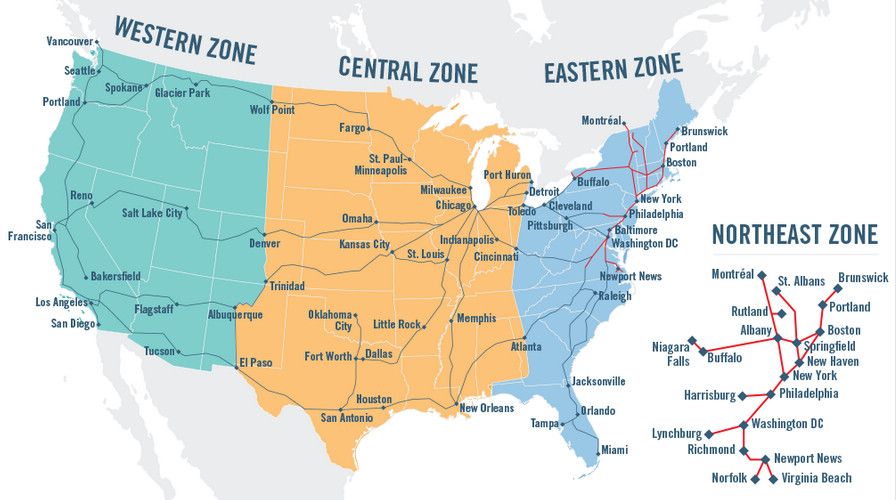 WESTERN ZONE
CENTRAL ZONE
EASTERN ZONE
Vancouver
Seattle
Spokane
Glacier Park
Portland
Wolf Point
Fargo
St. Paul-
Minneapolis
Milwaukee
Chicago
Port Huron
Detroit
Toledo
Cleveland
Pittsburgh
Montréal
Brunswick
Portland
Boston
Buffalo
New York
Philadelphia
Baltimore
Washington DC
Newport News
Raleigh
Reno
Salt Lake City
San
Francisco
Denver
Omaha
Kansas City
St. Louis
Indianapolis
Cincinnati
Bakersfield
Los Angeles
San Diego
Flagstaff
Albuquerque
Trinidad
Oklahoma
City
Little Rock
Memphis
Tucson
El Paso
Fort Worth
Dallas
Atlanta
Houston
San Antonio
New Orleans
Jacksonville
Orlando
Tampa
Miami
NORTHEAST ZONE
Montréal
St. Albans
Brunswick
Rutland
Portland
Albany
Boston
Springfield
Niagara
Falls
Buffalo
New Haven
New York
Harrisburg
Philadelphia
Washington DC
Lynchburg
Richmond
Newport News
Norfolk
Virginia Beach